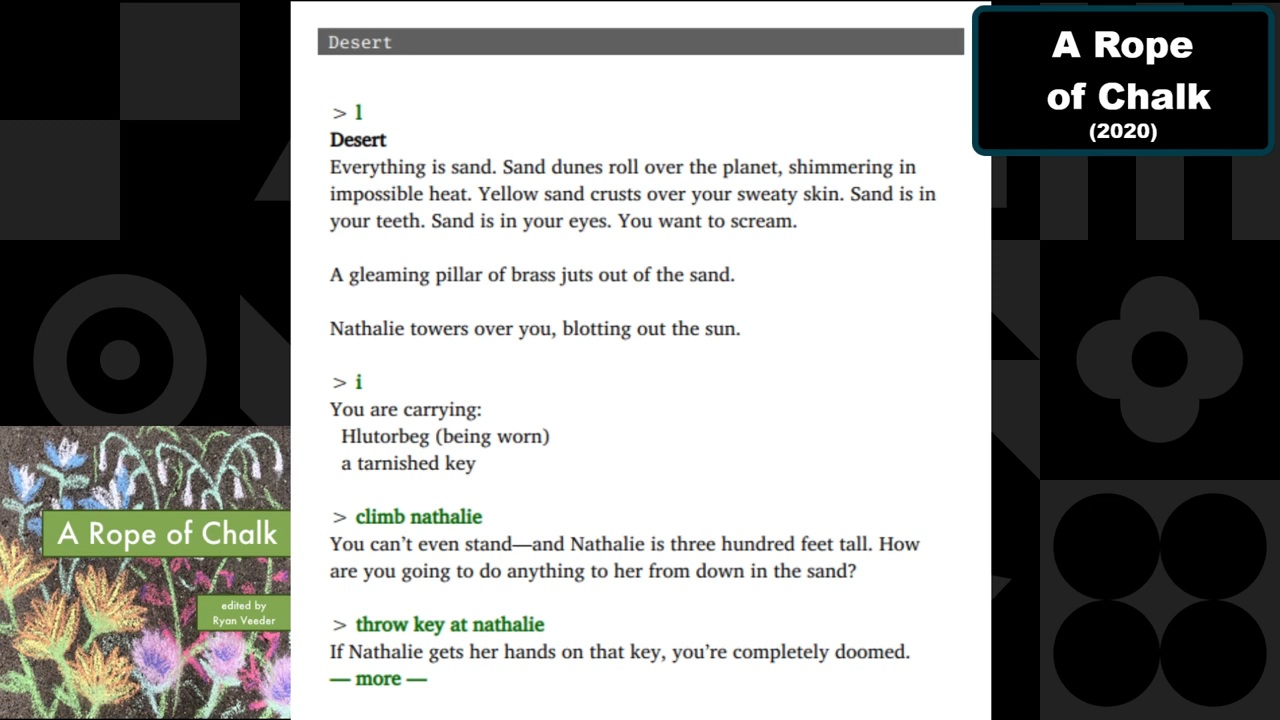 Desert
> l
Desert
Everything is sand. Sand dunes roll over the planet, shimmering in
impossible heat. Yellow sand crusts over your sweaty skin. Sand is in
your teeth. Sand is in your eyes. You want to scream.
A gleaming pillar of brass juts out of the sand.
Nathalie towers over you, blotting out the sun.
> i
You are carrying:
Hlutorbeg (being worn)
a tarnished key
> climb nathalie
You can’t even stand—and Nathalie is three hundred feet tall. How
are you going to do anything to her from down in the sand?
> throw key at nathalie
If Nathalie gets her hands on that key, you’re completely doomed.
— more —
A Rope
of Chalk
(2020)
A Rope of Chalk
edited by
Ryan Veeder